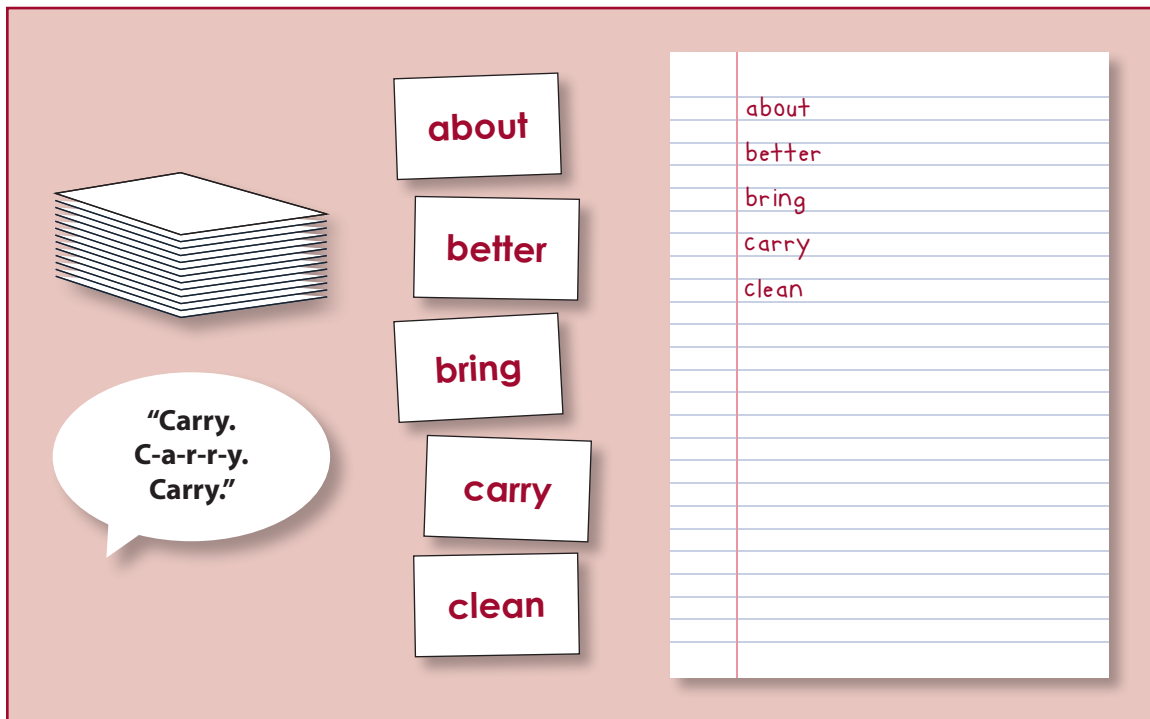 “Carry.
C-a-r-r-y.
Carry.”
about
better
bring
carry
clean
about
better
bring
carry
clean